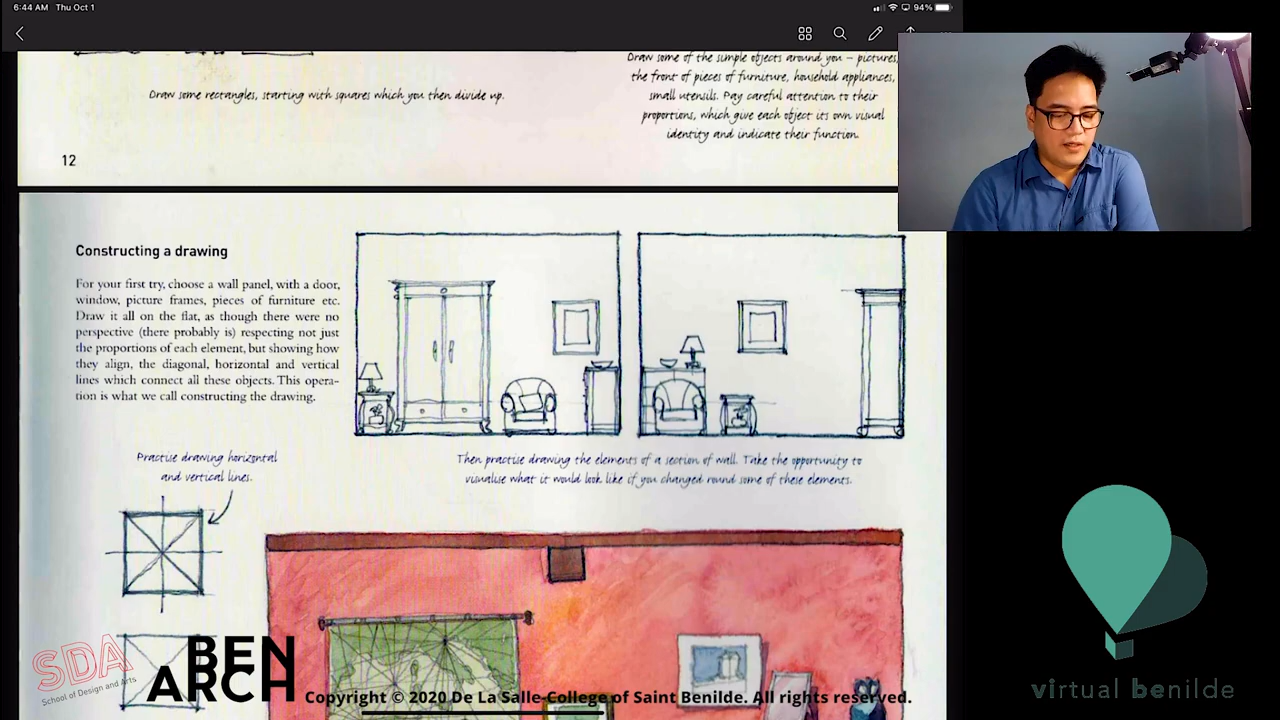 6:44 AM Thu Oct 1
94%
Draw some of the simple objects around you – pictures,
the front of pieces of furniture, household appliances,
small utensils. Pay careful attention to their
proportions, which give each object its own visual
identity and indicate their function.
Draw some rectangles, starting with squares which you then divide up.
12
Constructing a drawing
For your first try, choose a wall panel, with a door,
window, picture frames, pieces of furniture etc.
Draw it all on the flat, as though there were no
perspective (there probably is) respecting not just
the proportions of each element, but showing how
they align, the diagonal, horizontal and vertical
lines which connect all these objects. This opera-
tion is what we call constructing the drawing.
Practise drawing horizontal
and vertical lines.
Then practise drawing the elements of a section of wall. Take the opportunity to
visualise what it would look like if you changed round some of these elements.
SDA
School of Design and Arts
BEN
ARCH
Copyright © 2020 De La Salle-College of Saint Benilde. All rights reserved.
virtual benilde